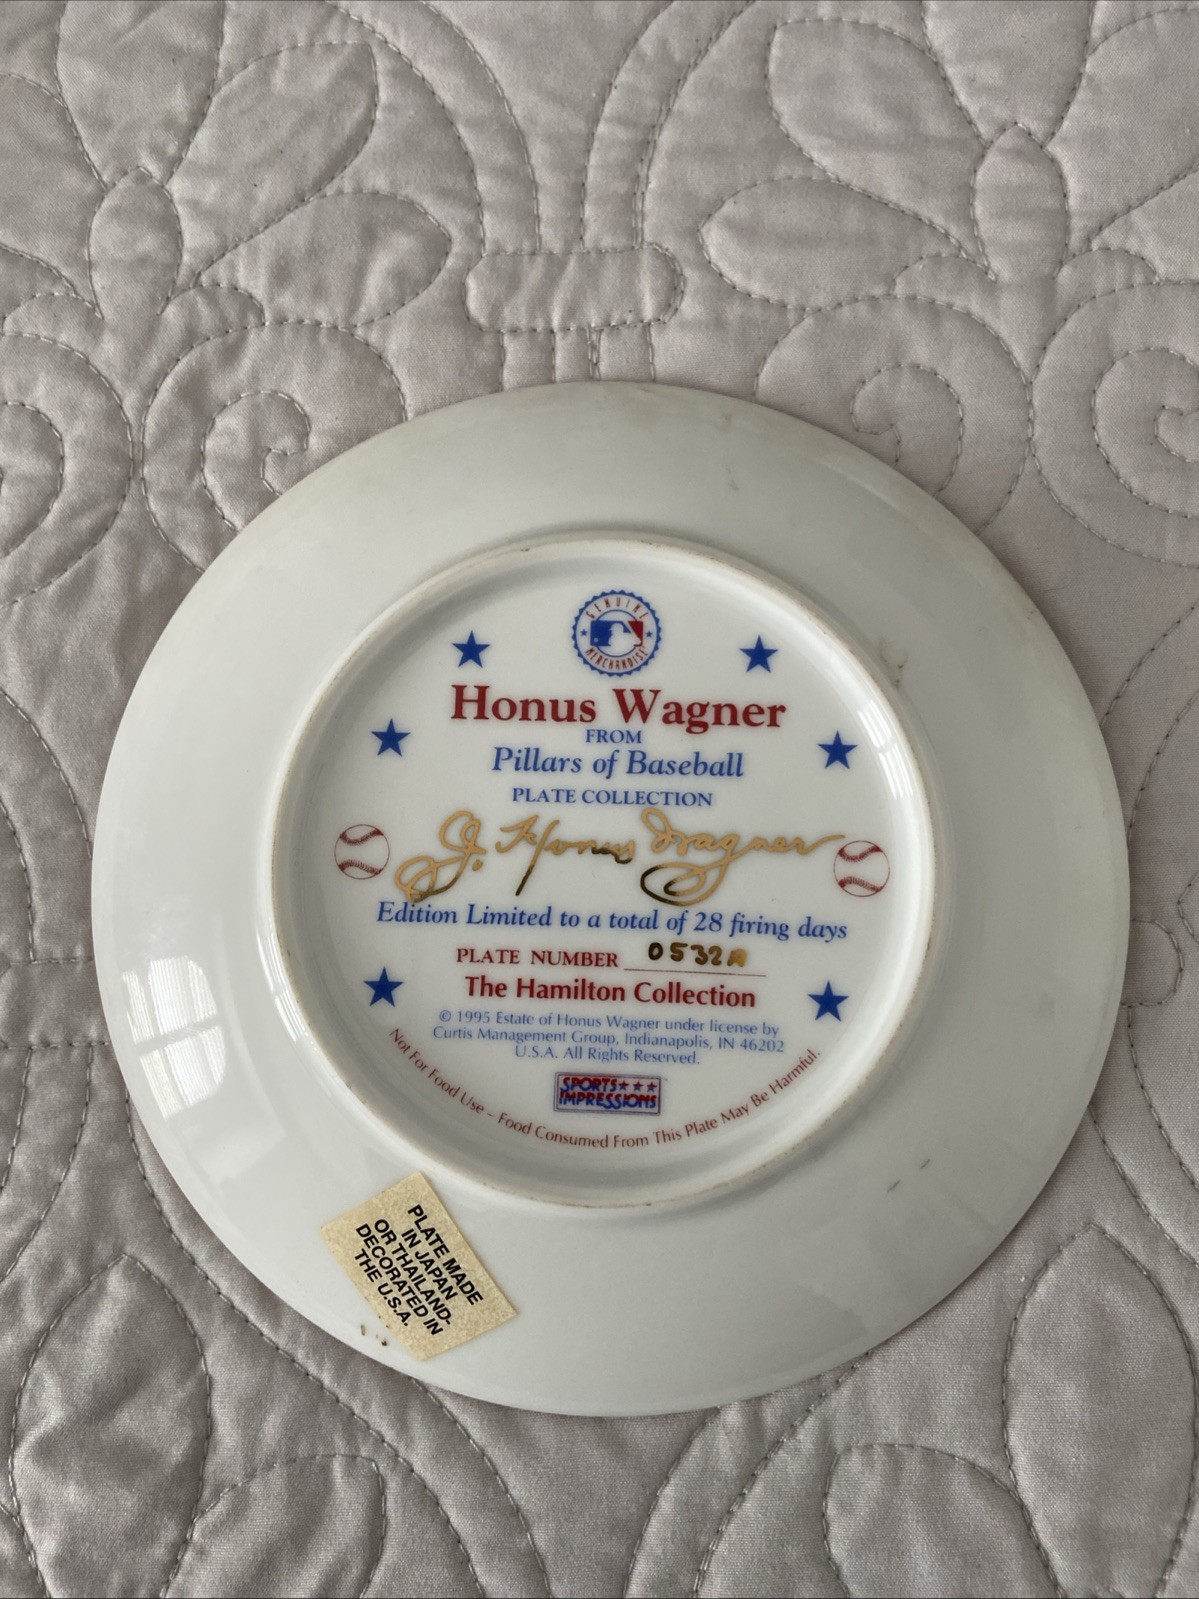 GENUINE
MERCHANDISE
Honus Wagner
FROM
Pillars of Baseball
PLATE COLLECTION
J. Honus Wagner
Edition Limited to a total of 28 firing days
PLATE NUMBER 0532A
The Hamilton Collection
© 1995 Estate of Honus Wagner under license by
Curtis Management Group, Indianapolis, IN 46202
U.S.A. All Rights Reserved.
SPORTS
IMPRESSIONS
Not For Food Use - Food Consumed From This Plate May Be Harmful.
PLATE MADE
IN JAPAN
OR THAILAND-
DECORATED IN
THE U.S.A.